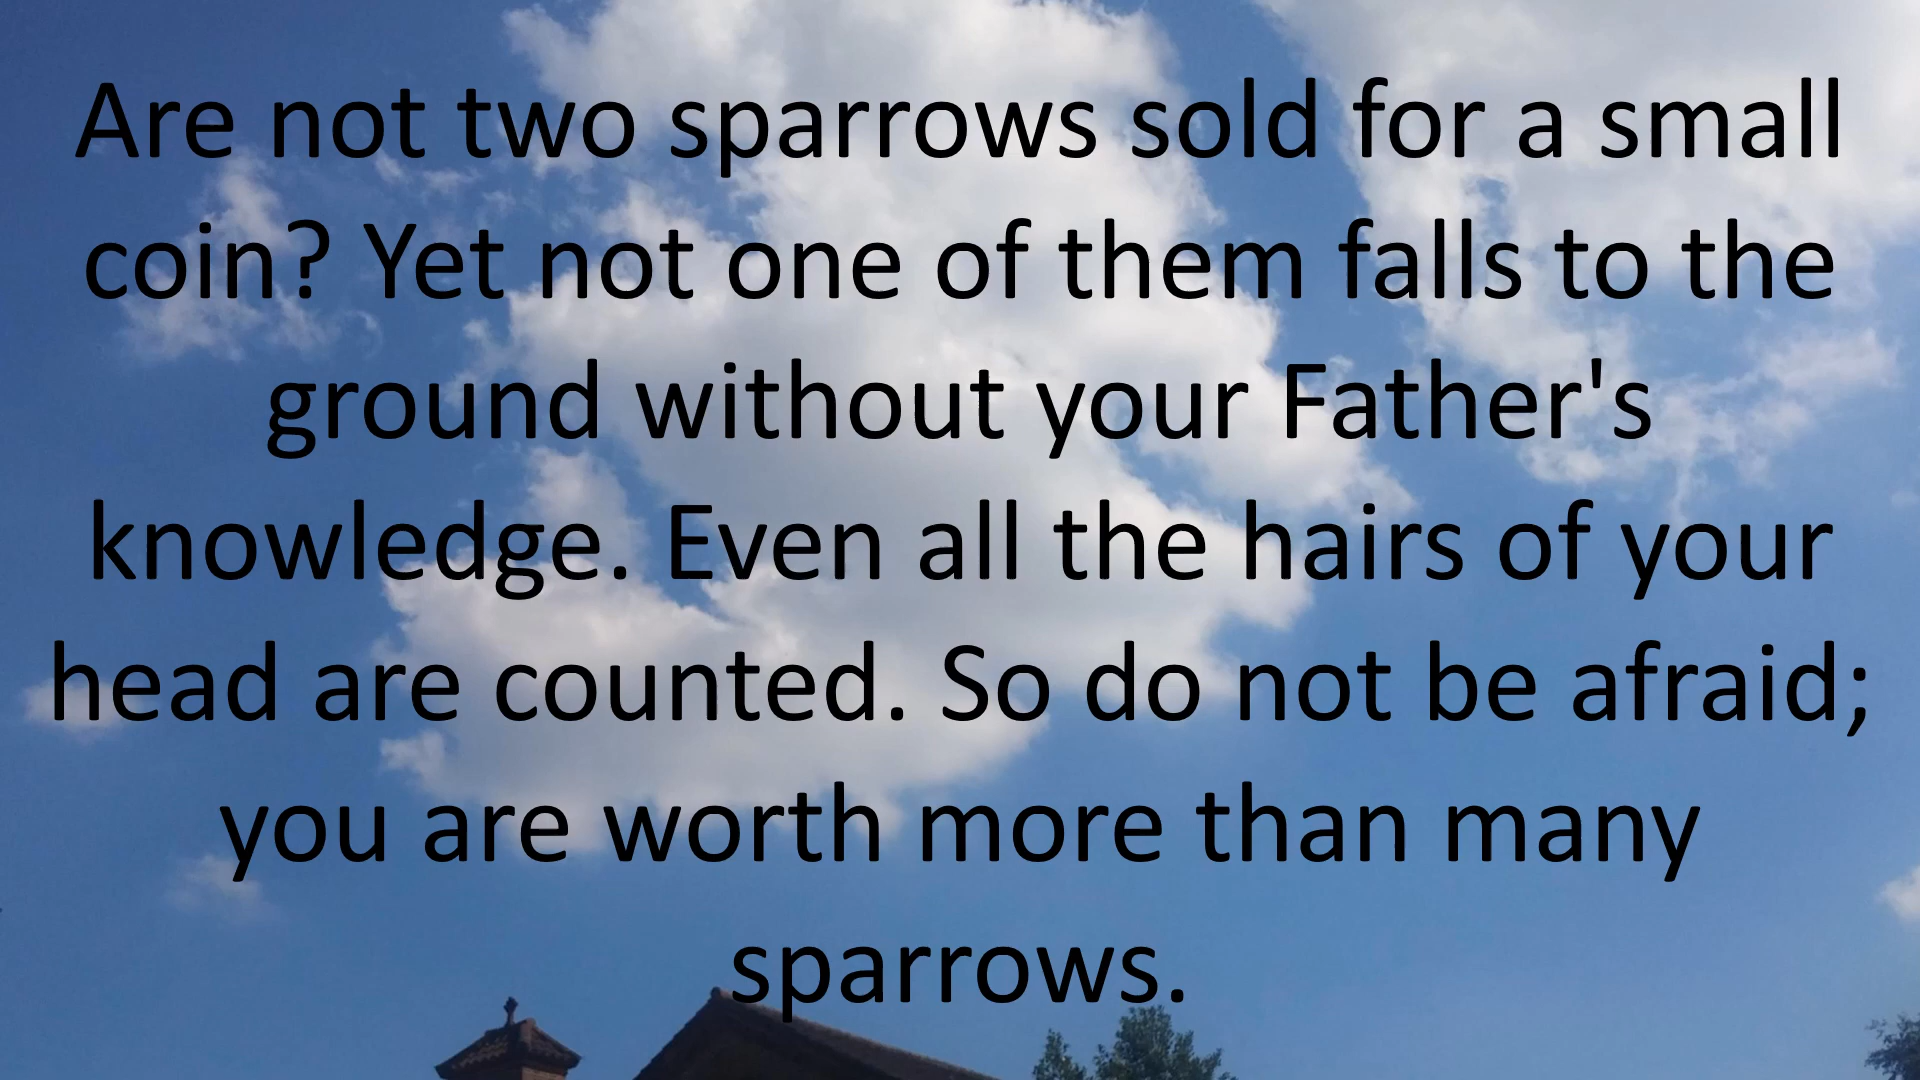 Are not two sparrows sold for a small
coin? Yet not one of them falls to the
ground without your Father's
knowledge. Even all the hairs of your
head are counted. So do not be afraid;
you are worth more than many
sparrows.